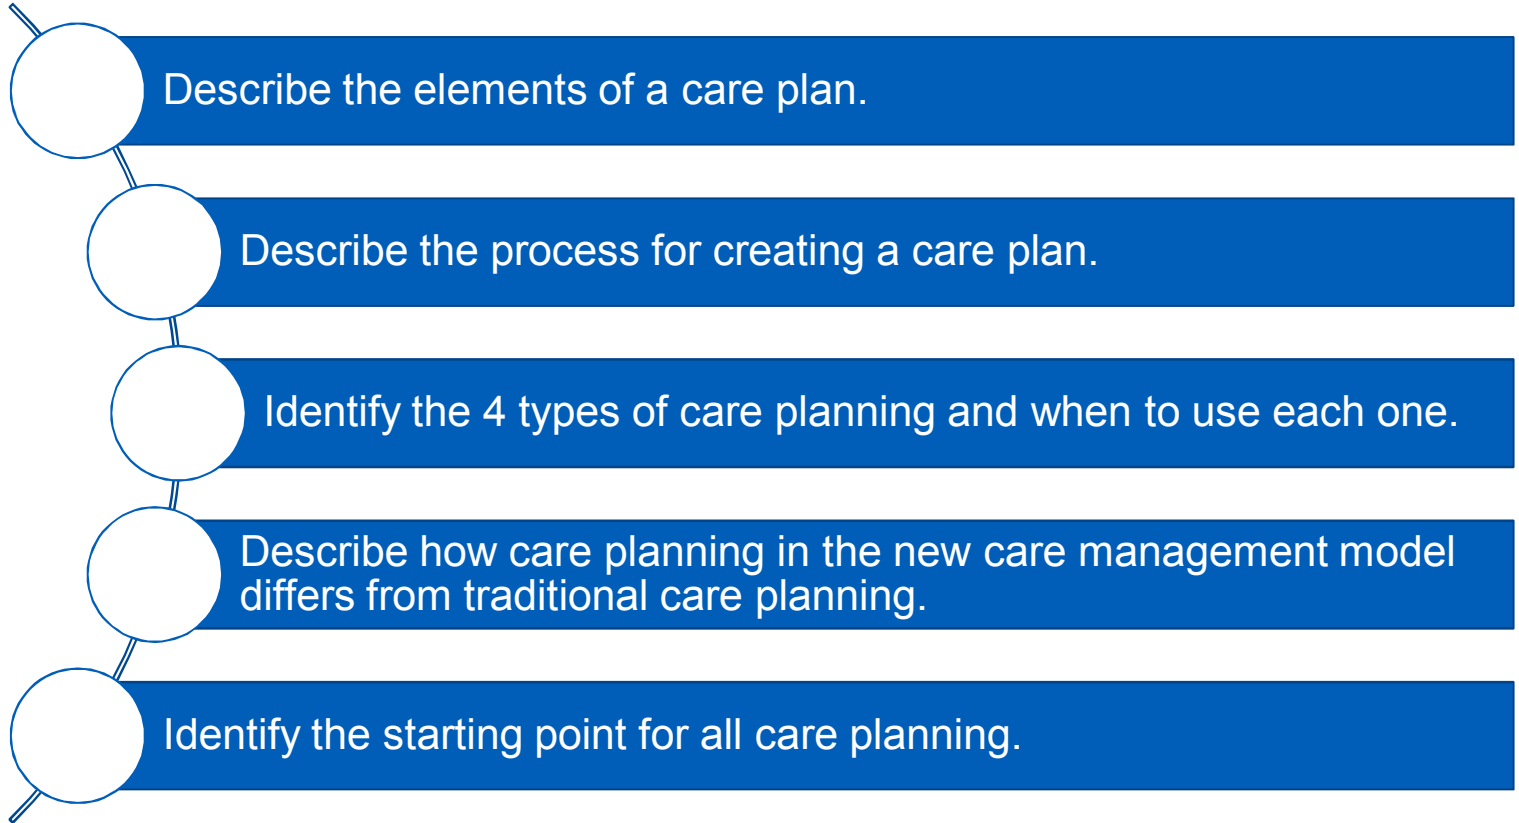 Describe the elements of a care plan.
Describe the process for creating a care plan.
Identify the 4 types of care planning and when to use each one.
Describe how care planning in the new care management model
differs from traditional care planning.
Identify the starting point for all care planning.